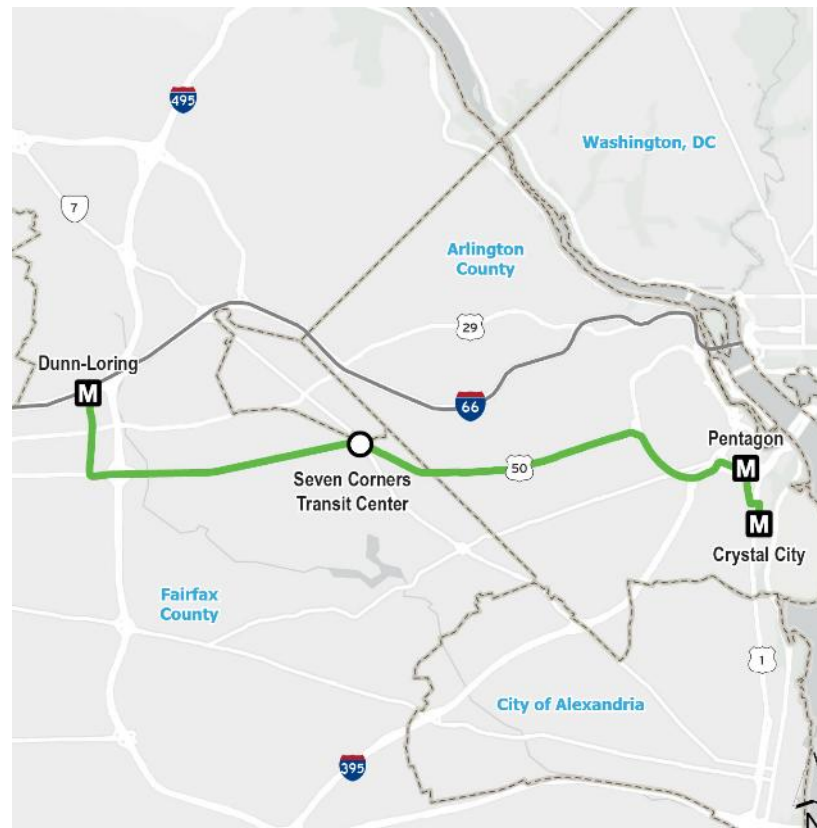 495
Washington, DC
7
Arlington
County
29
Dunn-Loring
M
66
Pentagon
M
50
Seven Corners
Transit Center
M
Crystal City
Fairfax
County
1
City of Alexandria
395
N